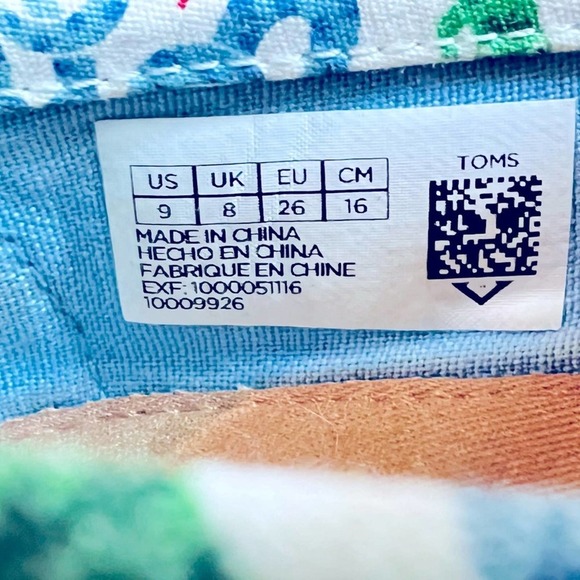 US UK EU CM
9 8 26 16
MADE IN CHINA
HECHO EN CHINA
FABRIQUE EN CHINE
EXF: 1000051116
10009926
TOMS